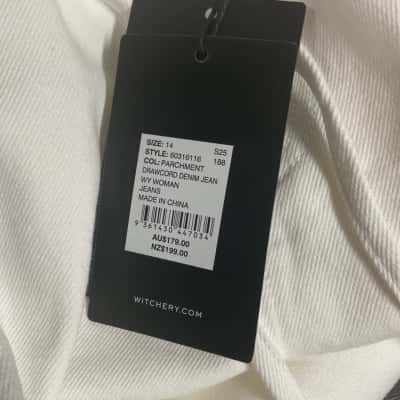 SIZE: 14 S25
STYLE: 60316116 188
COL: PARCHMENT
DRAWCORD DENIM JEAN
WY WOMAN
JEANS
MADE IN CHINA
9 361430 447034
AU$179.00
NZ$199.00
WITCHERY.COM